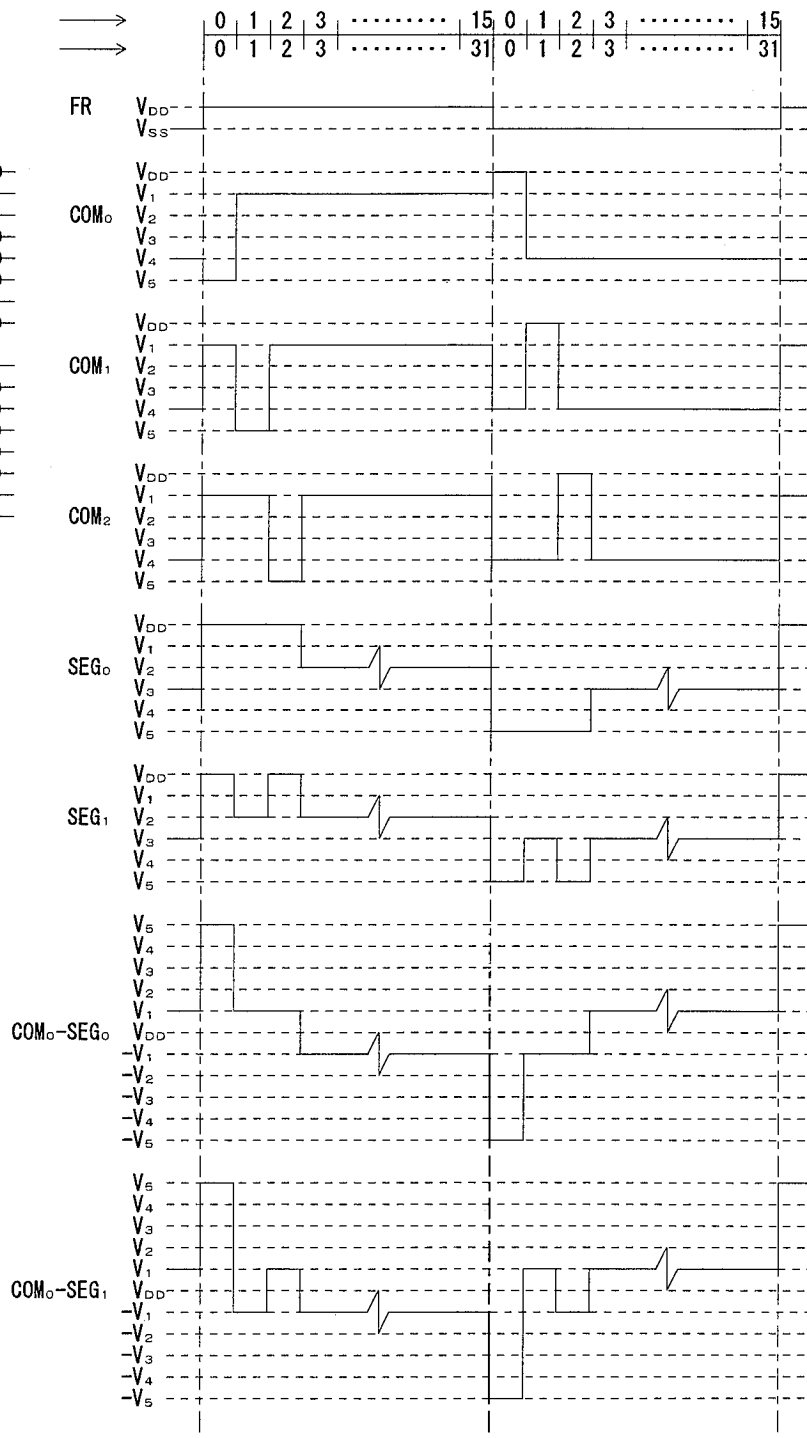 0 1 2 3 ········· 15 0 1 2 3 ········· 15
0 1 2 3 ········· 31 0 1 2 3 ········· 31
FR
VDD
VSS
COM0
VDD
V1
V2
V3
V4
V5
COM1
VDD
V1
V2
V3
V4
V5
COM2
VDD
V1
V2
V3
V4
V5
SEG0
VDD
V1
V2
V3
V4
V5
SEG1
VDD
V1
V2
V3
V4
V5
COM0-SEG0
V5
V4
V3
V2
V1
VDD
-V1
-V2
-V3
-V4
-V5
COM0-SEG1
V5
V4
V3
V2
V1
VDD
-V1
-V2
-V3
-V4
-V5